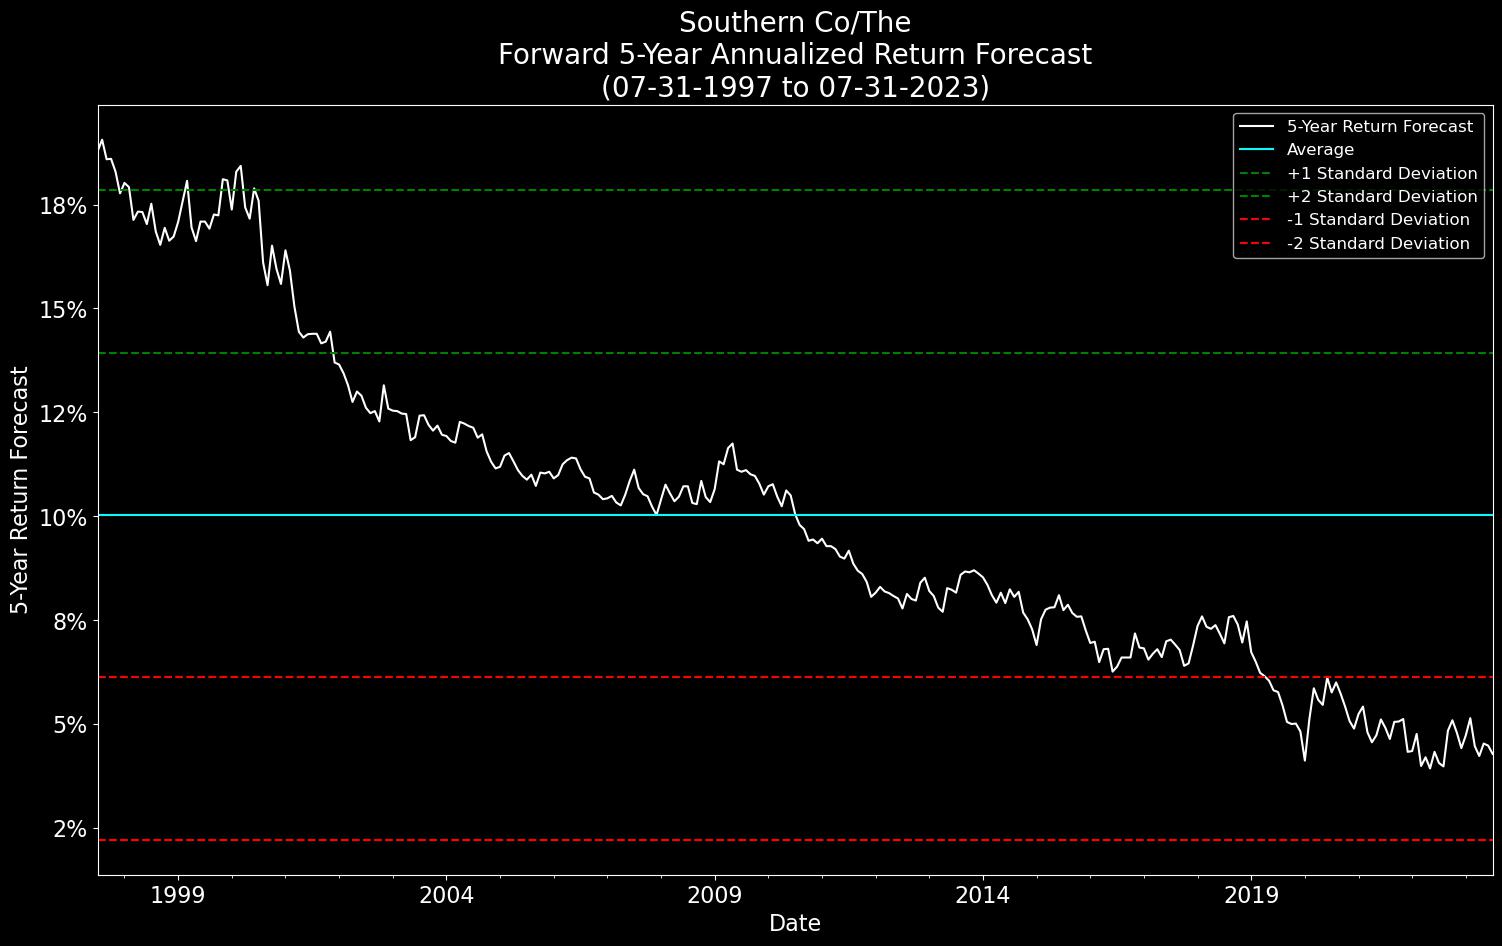 Southern Co/The
Forward 5-Year Annualized Return Forecast
(07-31-1997 to 07-31-2023)
5-Year Return Forecast
Average
+1 Standard Deviation
+2 Standard Deviation
-1 Standard Deviation
-2 Standard Deviation
18%
15%
12%
10%
8%
5%
2%
5-Year Return Forecast
1999
2004
2009
2014
2019
Date